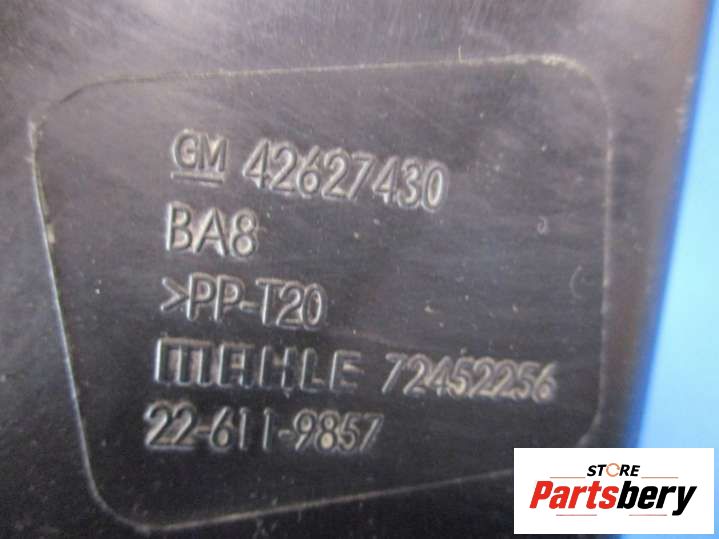 GM 42627430
BA8
>PP-T20
MAHLE 72452256
22-611-9857
STORE
Partsbery